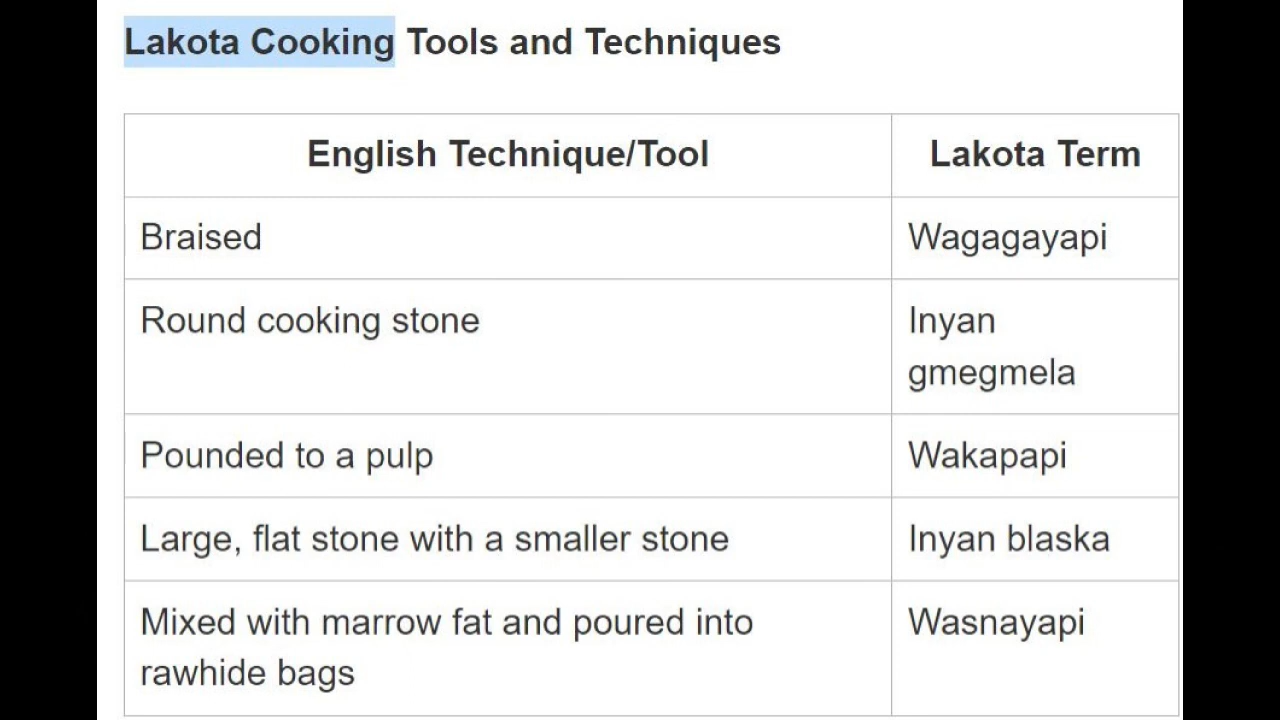 Lakota Cooking Tools and Techniques
English Technique/Tool Lakota Term
Braised Wagagayapi
Round cooking stone Inyan
gmegmela
Pounded to a pulp Wakapapi
Large, flat stone with a smaller stone Inyan blaska
Mixed with marrow fat and poured into Wasnayapi
rawhide bags